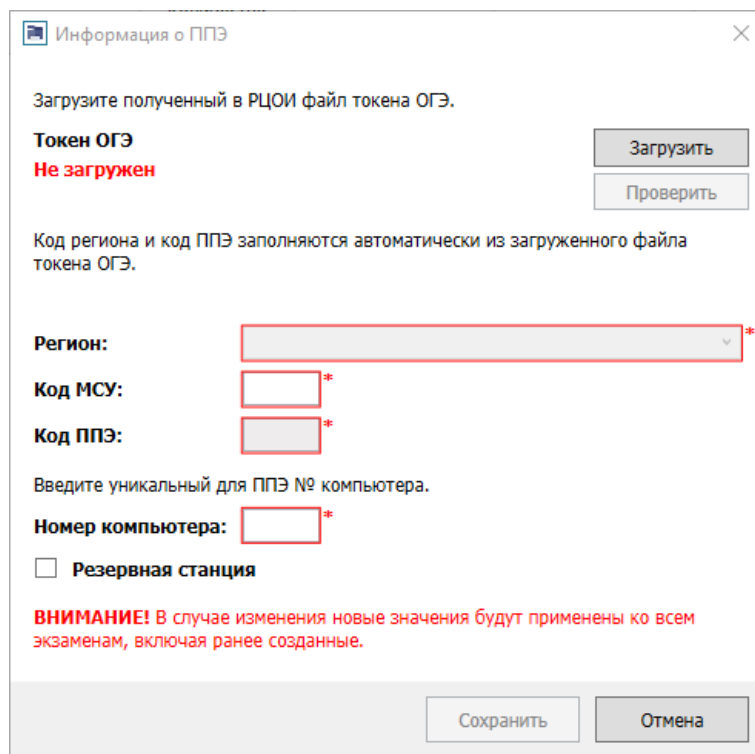 Информация о ППЭ
Загрузите полученный в РЦОИ файл токена ОГЭ.
Токен ОГЭ
Не загружен
Загрузить
Проверить
Код региона и код ППЭ заполняются автоматически из загруженного файла
токена ОГЭ.
Регион: *
Код МСУ: *
Код ППЭ: *
Введите уникальный для ППЭ № компьютера.
Номер компьютера: *
Резервная станция
ВНИМАНИЕ! В случае изменения новые значения будут применены ко всем
экзаменам, включая ранее созданные.
Сохранить Отмена